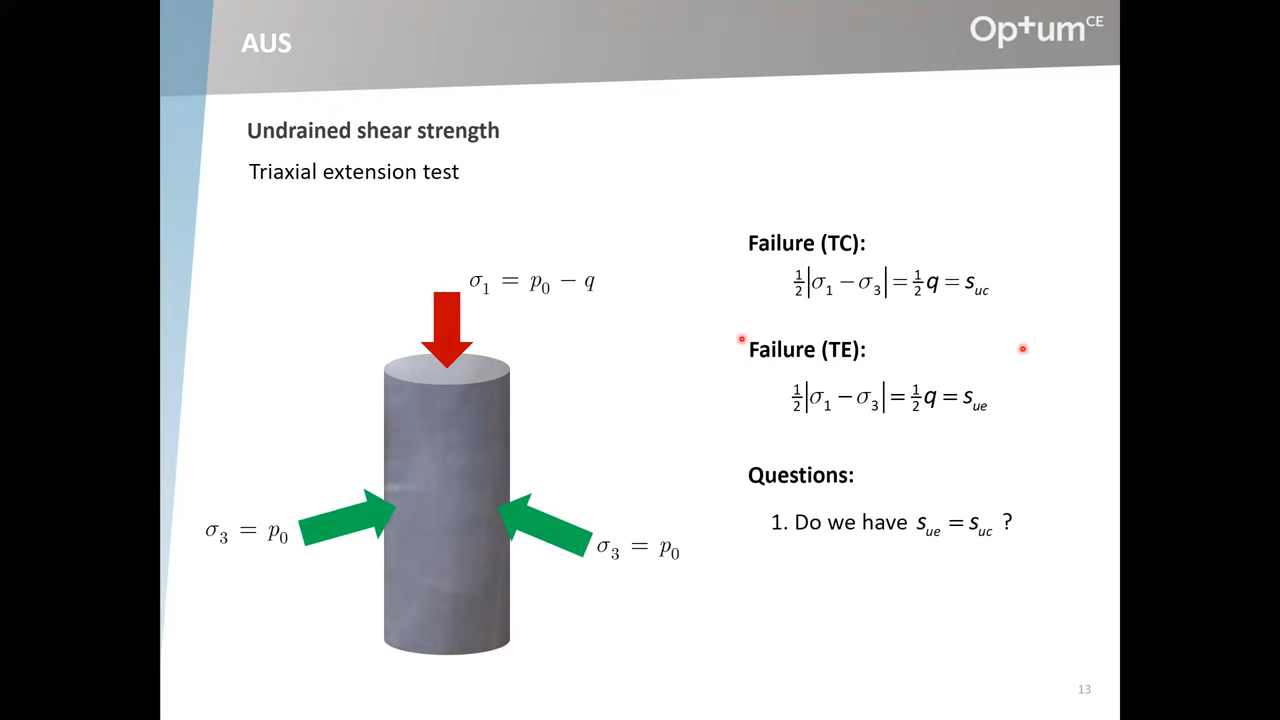 AUS
Op+um CE
Undrained shear strength
Triaxial extension test
σ₁ = p₀ − q
σ₃ = p₀
σ₃ = p₀
Failure (TC):
½|σ₁ − σ₃| = ½q = s_uc
Failure (TE):
½|σ₁ − σ₃| = ½q = s_ue
Questions:
1. Do we have s_ue = s_uc ?
13